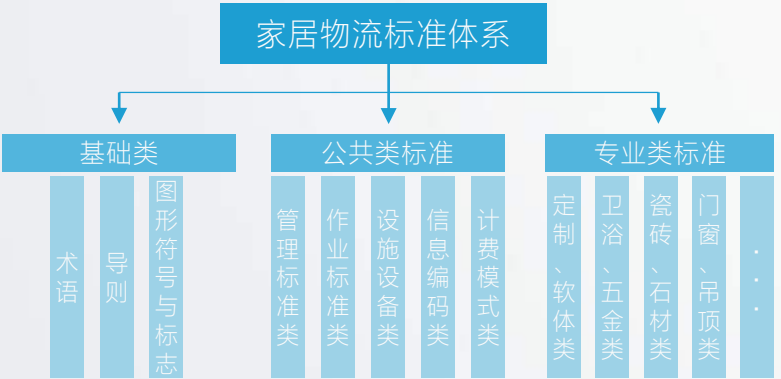 家居物流标准体系
基础类
公共类标准
专业类标准
术语
导则
图形符号与标志
管理标准类
作业标准类
设施设备类
信息编码类
计费模式类
定制、软体类
卫浴、五金类
瓷砖、石材类
门窗、吊顶类
...